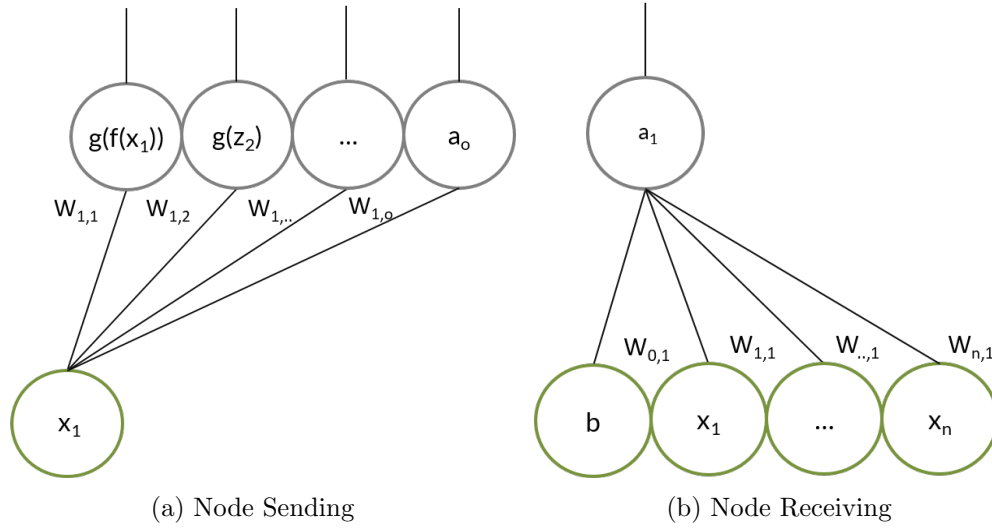 g(f(x₁)) g(z₂) ... aₒ a₁
W₁,₁ W₁,₂ W₁,.. W₁,ₒ
W₀,₁ W₁,₁ W..,₁ Wₙ,₁
x₁ b x₁ ... xₙ
(a) Node Sending (b) Node Receiving